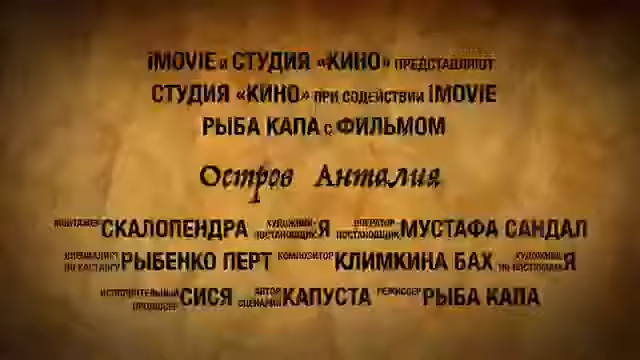 iMOVIE и СТУДИЯ «КИНО» ПРЕДСТАВЛЯЮТ
СТУДИЯ «КИНО» ПРИ СОДЕЙСТВИИ iMOVIE
РЫБА КАПА С ФИЛЬМОМ
Остров Анталия
МОНТАЖЕР СКАЛОПЕНДРА ХУДОЖНИК-ПОСТАНОВЩИК Я ОПЕРАТОР-ПОСТАНОВЩИК МУСТАФА САНДАЛ
СПЕЦИАЛИСТ ПО КАСТИНГУ РЫБЕНКО ПЕРТ КОМПОЗИТОР КЛИМКИНА БАХ ХУДОЖНИК ПО КОСТЮМАМ Я
ИСПОЛНИТЕЛЬНЫЙ ПРОДЮСЕР СИСЯ АВТОР СЦЕНАРИЯ КАПУСТА РЕЖИССЕР РЫБА КАПА